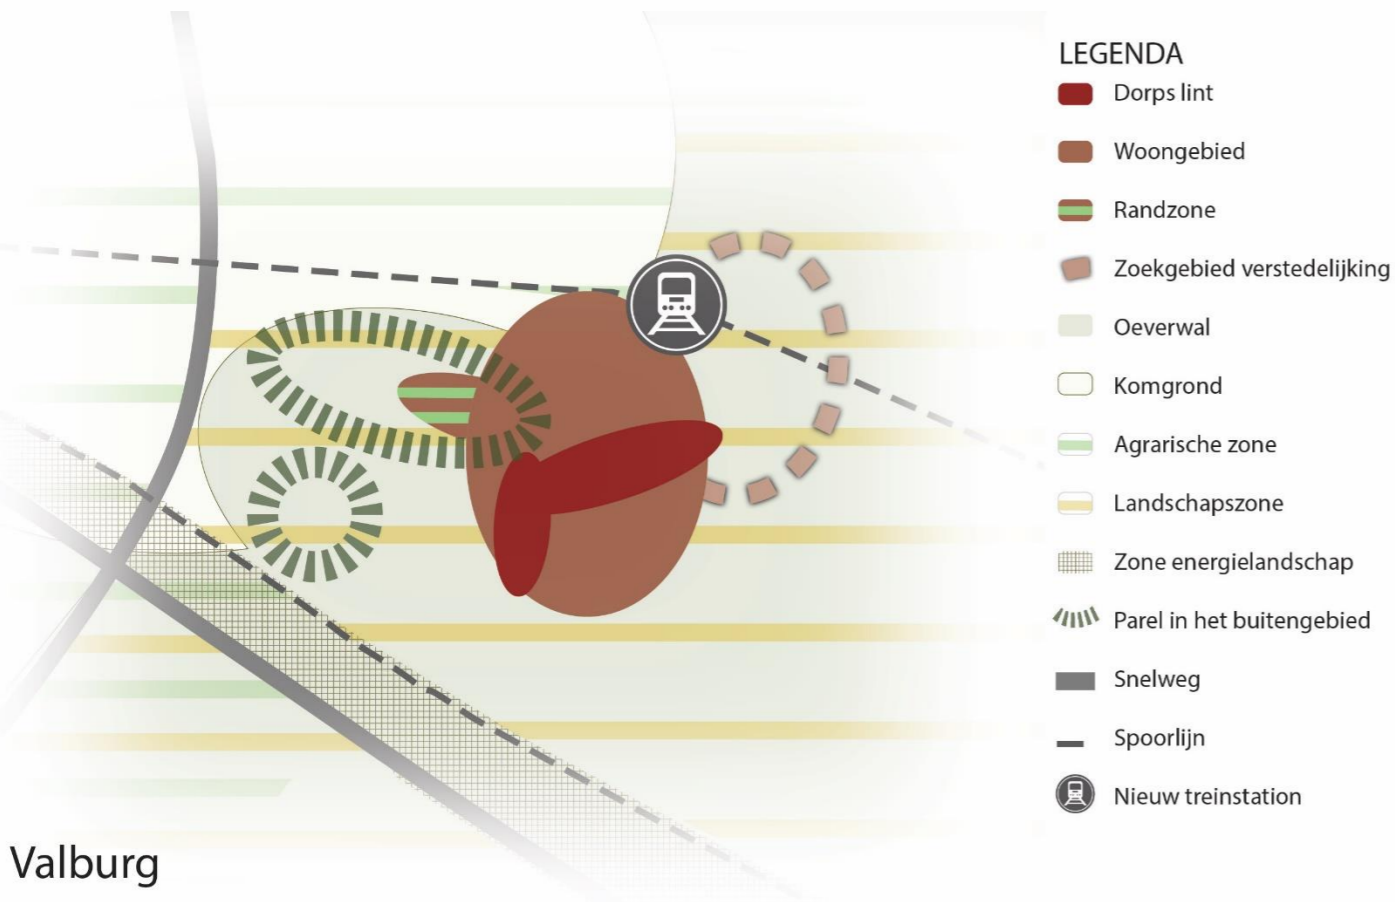 LEGENDA
Dorps lint
Woongebied
Randzone
Zoekgebied verstedelijking
Oeverwal
Komgrond
Agrarische zone
Landschapszone
Zone energielandschap
Parel in het buitengebied
Snelweg
Spoorlijn
Nieuw treinstation
Valburg